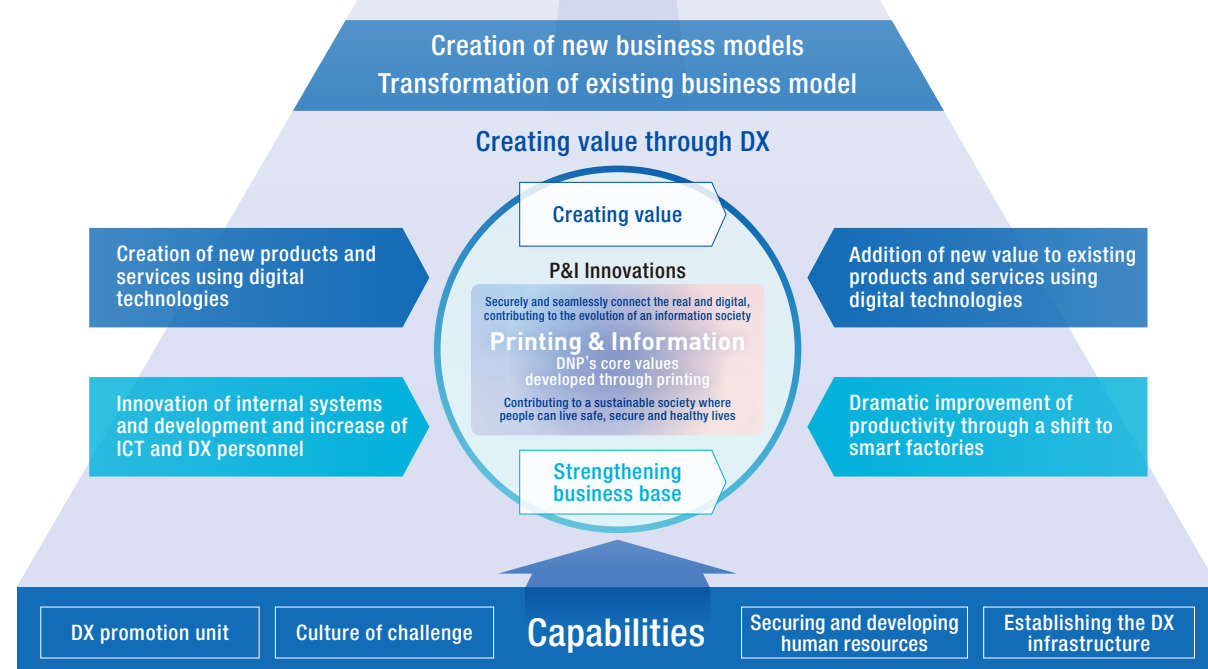 Creation of new business models
Transformation of existing business model
Creating value through DX
Creating value
Creation of new products and
services using digital
technologies
Addition of new value to existing
products and services using
digital technologies
P&I Innovations
Securely and seamlessly connect the real and digital,
contributing to the evolution of an information society
Printing & Information
DNP's core values
developed through printing
Contributing to a sustainable society where
people can live safe, secure and healthy lives
Innovation of internal systems
and development and increase of
ICT and DX personnel
Dramatic improvement of
productivity through a shift to
smart factories
Strengthening
business base
DX promotion unit
Culture of challenge
Capabilities
Securing and developing
human resources
Establishing the DX
infrastructure